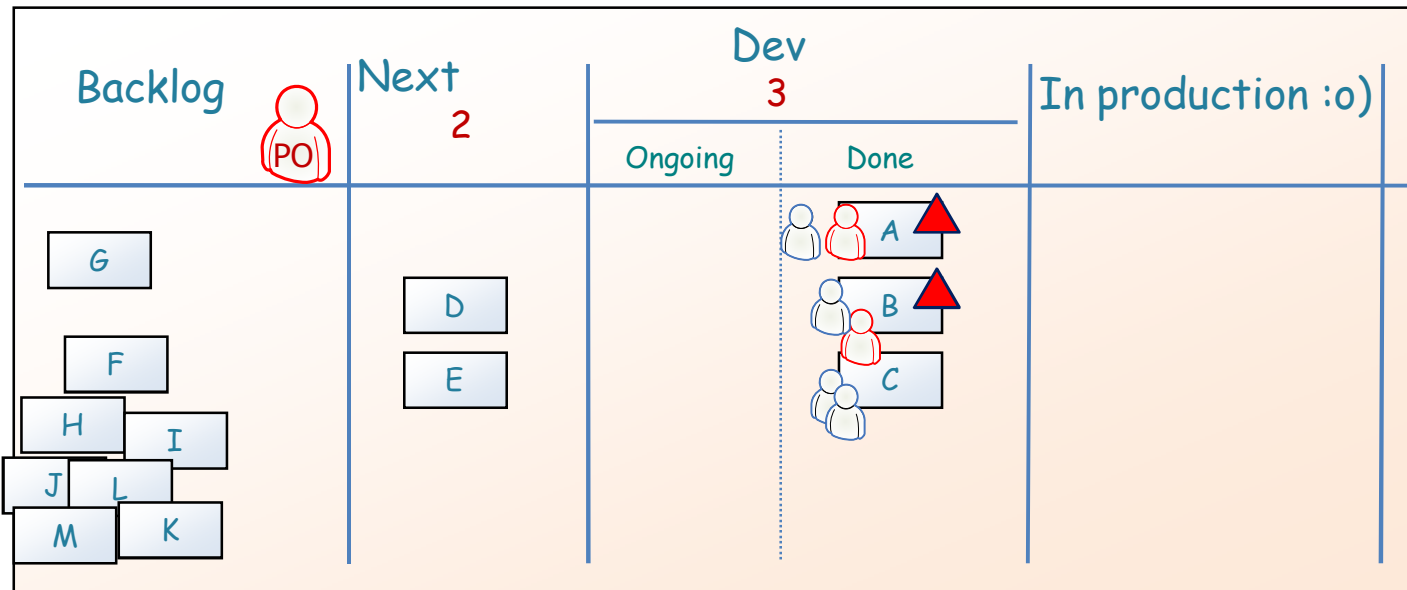 Backlog
PO
Next
2
Dev
3
Ongoing
Done
In production :o)
G
F
H
I
J
L
M
K
D
E
A
B
C